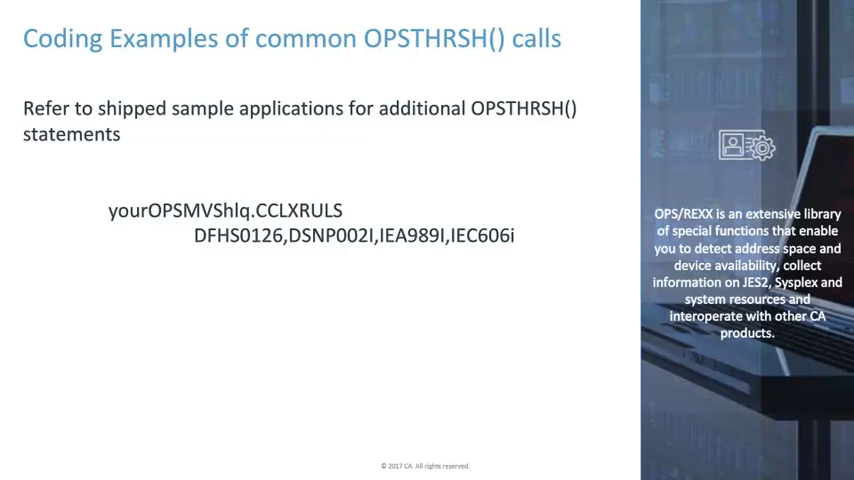 Coding Examples of common OPSTHRSH() calls
Refer to shipped sample applications for additional OPSTHRSH()
statements
yourOPSMVShlq.CCLXRULS
DFHS0126,DSNP002I,IEA989I,IEC606i
OPS/REXX is an extensive library
of special functions that enable
you to detect address space and
device availability, collect
information on JES2, Sysplex and
system resources and
interoperate with other CA
products.
© 2017 CA. All rights reserved.